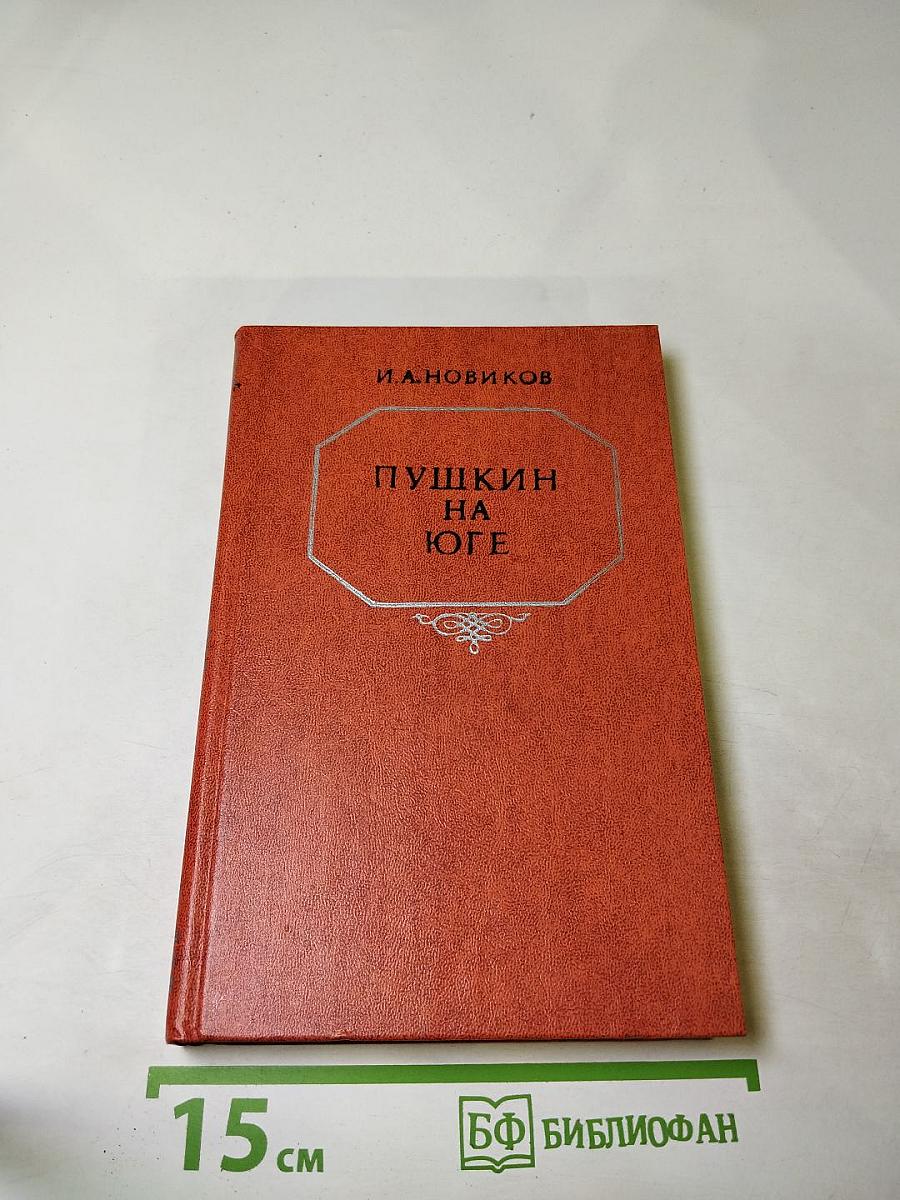 И.А.НОВИКОВ
ПУШКИН
НА
ЮГЕ
15 см
БФ БИБЛИОФАН